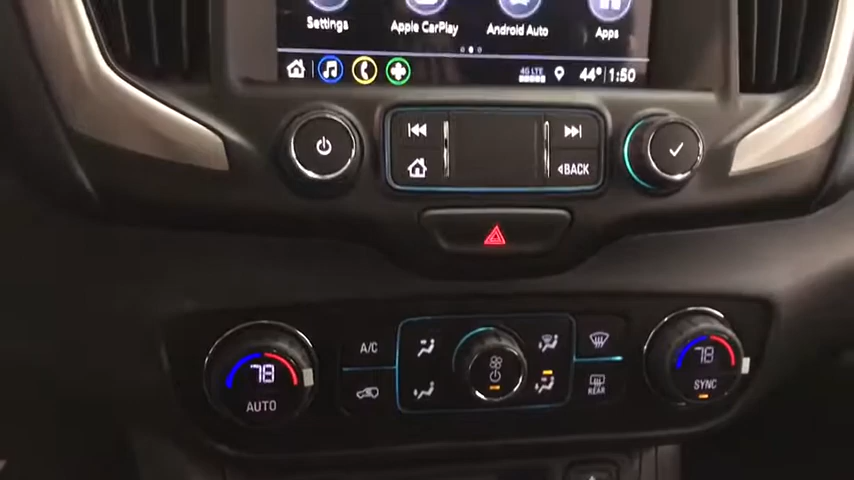 Settings Apple CarPlay Android Auto Apps
4G LTE 44° 1:50
BACK
A/C
78 78
AUTO SYNC
REAR